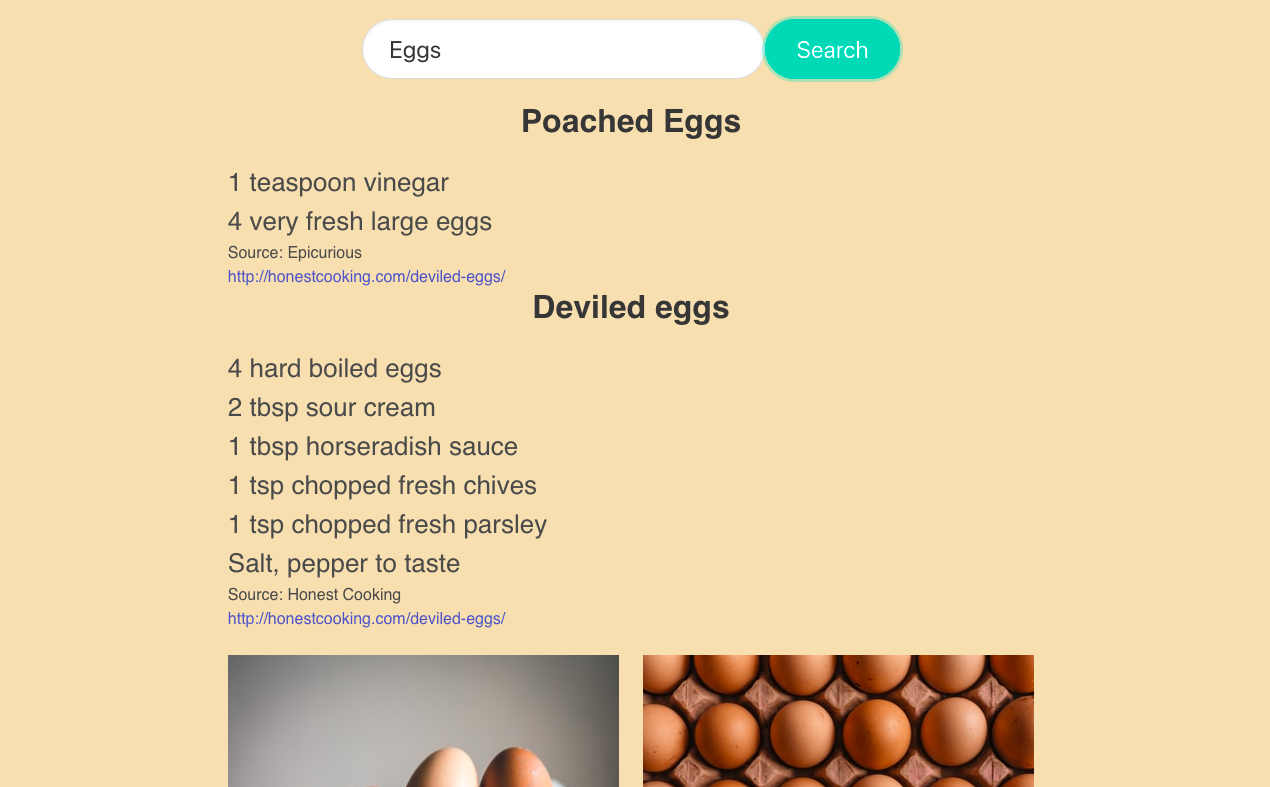 Eggs
Search
Poached Eggs
1 teaspoon vinegar
4 very fresh large eggs
Source: Epicurious
http://honestcooking.com/deviled-eggs/
Deviled eggs
4 hard boiled eggs
2 tbsp sour cream
1 tbsp horseradish sauce
1 tsp chopped fresh chives
1 tsp chopped fresh parsley
Salt, pepper to taste
Source: Honest Cooking
http://honestcooking.com/deviled-eggs/